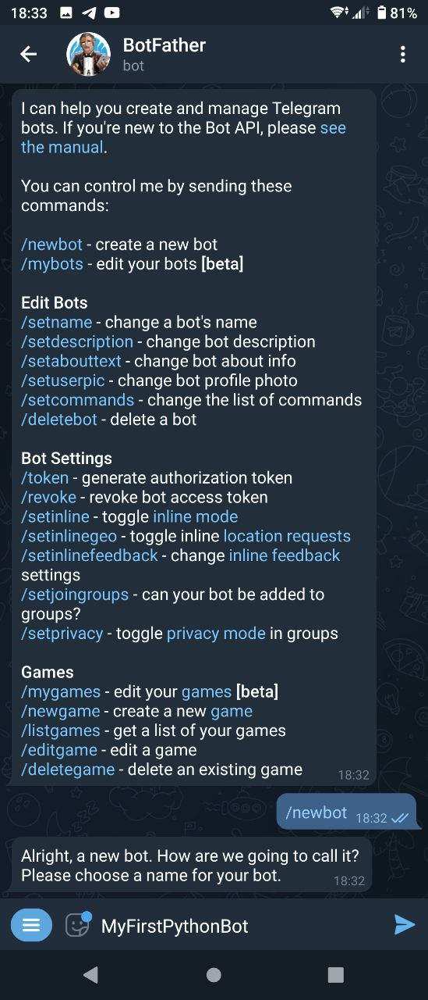 18:33
81%
BotFather
bot
I can help you create and manage Telegram
bots. If you're new to the Bot API, please see
the manual.
You can control me by sending these
commands:
/newbot - create a new bot
/mybots - edit your bots [beta]
Edit Bots
/setname - change a bot's name
/setdescription - change bot description
/setabouttext - change bot about info
/setuserpic - change bot profile photo
/setcommands - change the list of commands
/deletebot - delete a bot
Bot Settings
/token - generate authorization token
/revoke - revoke bot access token
/setinline - toggle inline mode
/setinlinegeo - toggle inline location requests
/setinlinefeedback - change inline feedback
settings
/setjoingroups - can your bot be added to
groups?
/setprivacy - toggle privacy mode in groups
Games
/mygames - edit your games [beta]
/newgame - create a new game
/listgames - get a list of your games
/editgame - edit a game
/deletegame - delete an existing game
18:32
/newbot 18:32
Alright, a new bot. How are we going to call it?
Please choose a name for your bot.
18:32
MyFirstPythonBot